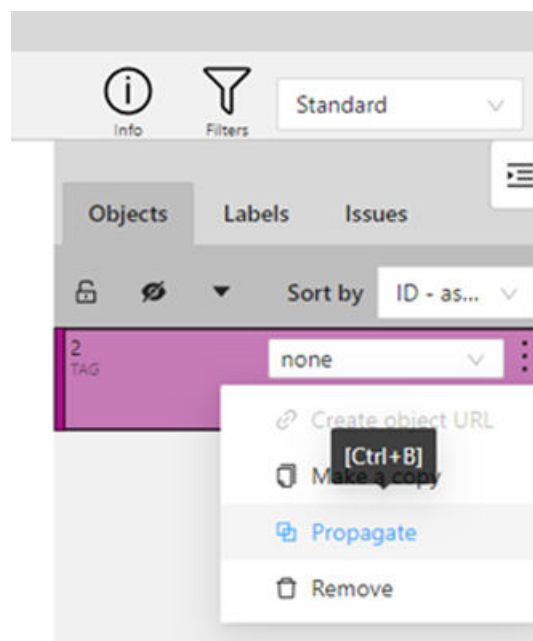 Info
Filters
Standard
Objects
Labels
Issues
Sort by
ID - as...
2
TAG
none
Create object URL
[Ctrl+B]
Make a copy
Propagate
Remove